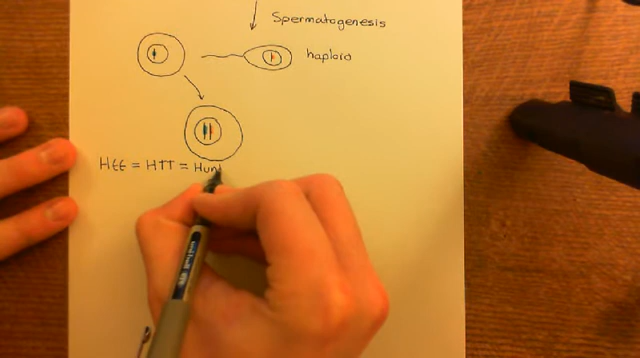 Spermatogenesis
haploid
Htt = HTT = Hun